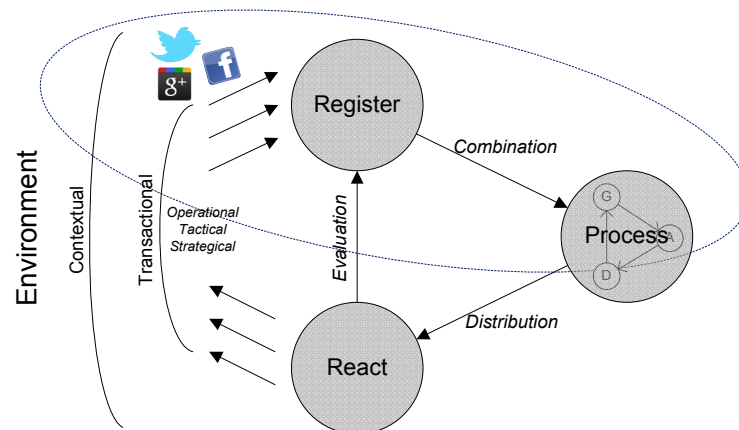 Environment
Contextual
Transactional
Operational
Tactical
Strategical
g+
f
Register
Combination
Evaluation
G
Process
A
D
Distribution
React